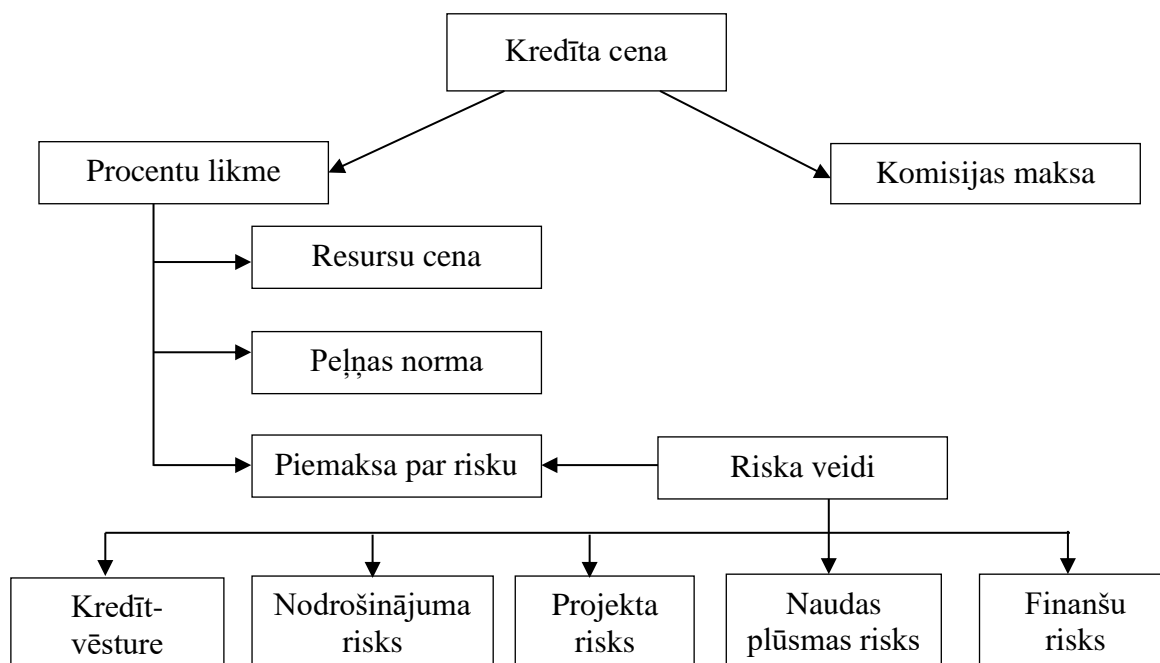 Kredīta cena
Procentu likme
Komisijas maksa
Resursu cena
Peļņas norma
Piemaksa par risku
Riska veidi
Kredīt-
vēsture
Nodrošinājuma
risks
Projekta
risks
Naudas
plūsmas risks
Finanšu
risks